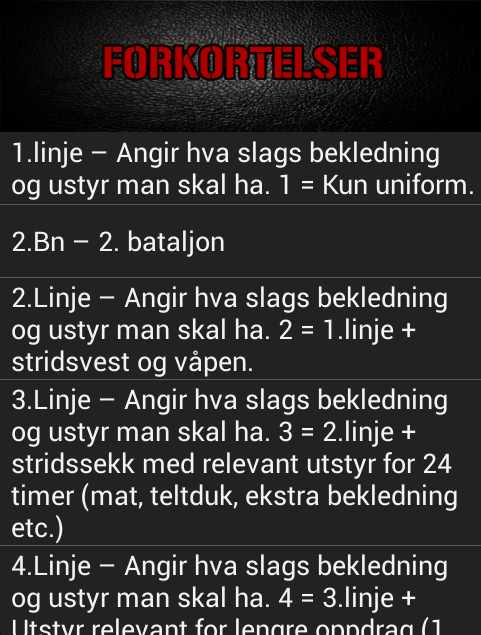 FORKORTELSER
1.linje – Angir hva slags bekledning
og ustyr man skal ha. 1 = Kun uniform.
2.Bn – 2. bataljon
2.Linje – Angir hva slags bekledning
og ustyr man skal ha. 2 = 1.linje +
stridsvest og våpen.
3.Linje – Angir hva slags bekledning
og ustyr man skal ha. 3 = 2.linje +
stridssekk med relevant utstyr for 24
timer (mat, teltduk, ekstra bekledning
etc.)
4.Linje – Angir hva slags bekledning
og ustyr man skal ha. 4 = 3.linje +
Utstyr relevant for lengre oppdrag (1